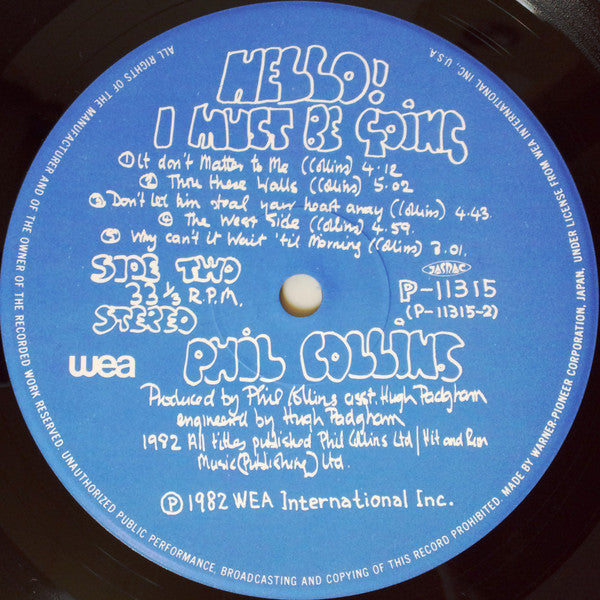 HELLO!
I MUST BE GOING
① It don't Matter to Me (Collins) 4.12
② Thru these Walls (Collins) 5.02
③ Don't Let him steal your heart away (Collins) 4.43.
④ The West Side (Collins) 4.59.
⑤ Why can't it Wait 'til Morning (Collins) 3.01.
SIDE TWO
33 1/3 R.P.M.
STEREO
JASRAC
P-11315
(P-11315-2)
wea
PHIL COLLINS
Produced by Phil Collins asst. Hugh Padgham
engineered by Hugh Padgham
1982 All titles published Phil Collins Ltd/Hit and Run
Music (Publishing) Ltd.
Ⓟ 1982 WEA International Inc.
ALL RIGHTS OF THE MANUFACTURER AND OF THE OWNER OF THE RECORDED WORK RESERVED. UNAUTHORIZED PUBLIC PERFORMANCE, BROADCASTING AND COPYING OF THIS RECORD PROHIBITED. MADE BY WARNER-PIONEER CORPORATION, JAPAN, UNDER LICENSE FROM WEA INTERNATIONAL INC., U.S.A.